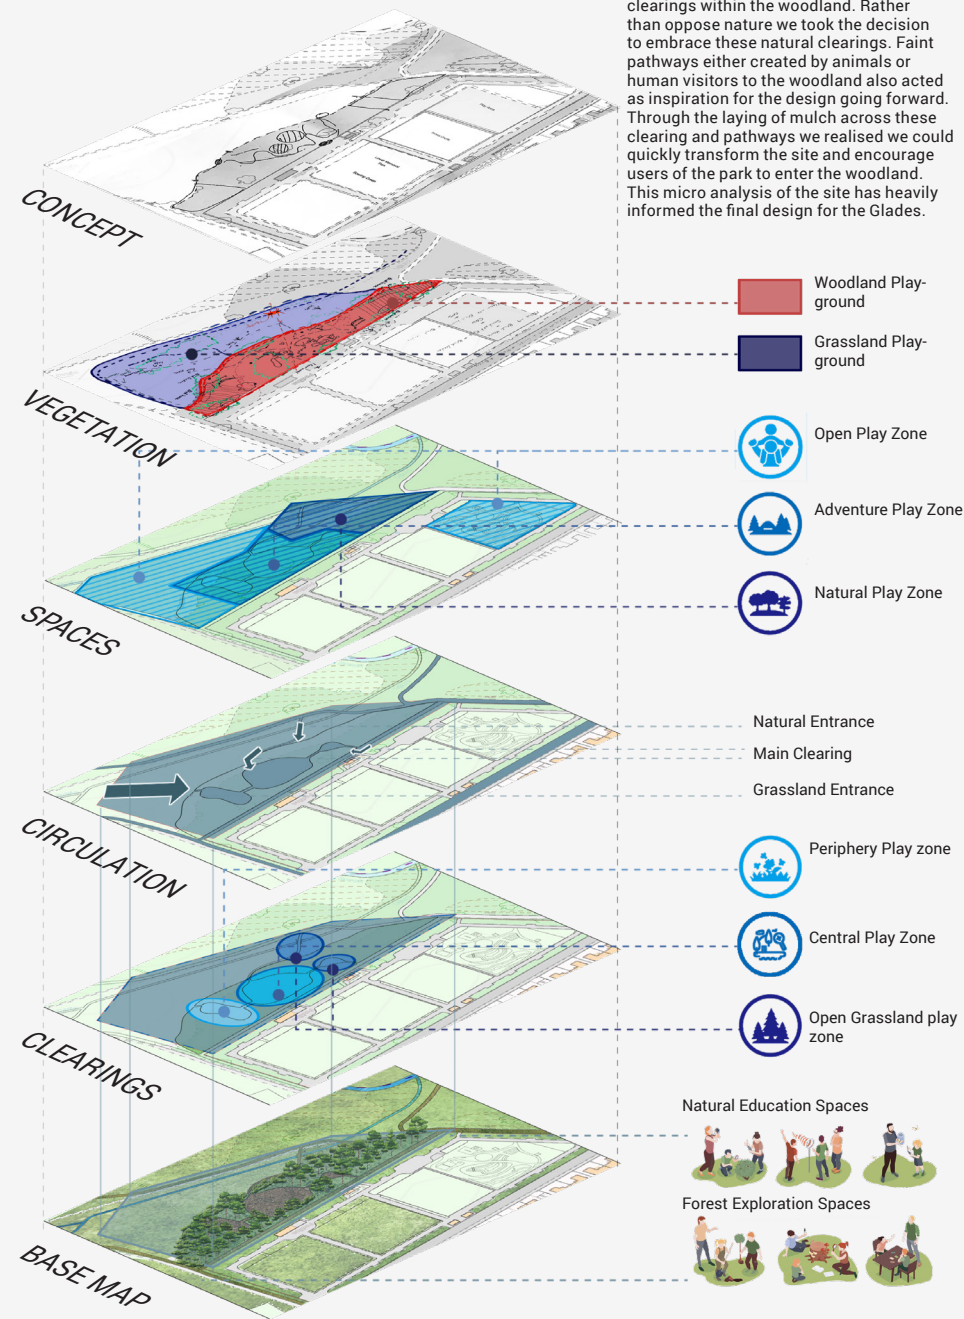 clearings within the woodland. Rather
than oppose nature we took the decision
to embrace these natural clearings. Faint
pathways either created by animals or
human visitors to the woodland also acted
as inspiration for the design going forward.
Through the laying of mulch across these
clearing and pathways we realised we could
quickly transform the site and encourage
users of the park to enter the woodland.
This micro analysis of the site has heavily
informed the final design for the Glades.
CONCEPT
Woodland Play-
ground
Grassland Play-
ground
VEGETATION
Open Play Zone
Adventure Play Zone
Natural Play Zone
SPACES
Natural Entrance
Main Clearing
Grassland Entrance
CIRCULATION
Periphery Play zone
Central Play Zone
Open Grassland play
zone
CLEARINGS
Natural Education Spaces
Forest Exploration Spaces
BASE MAP